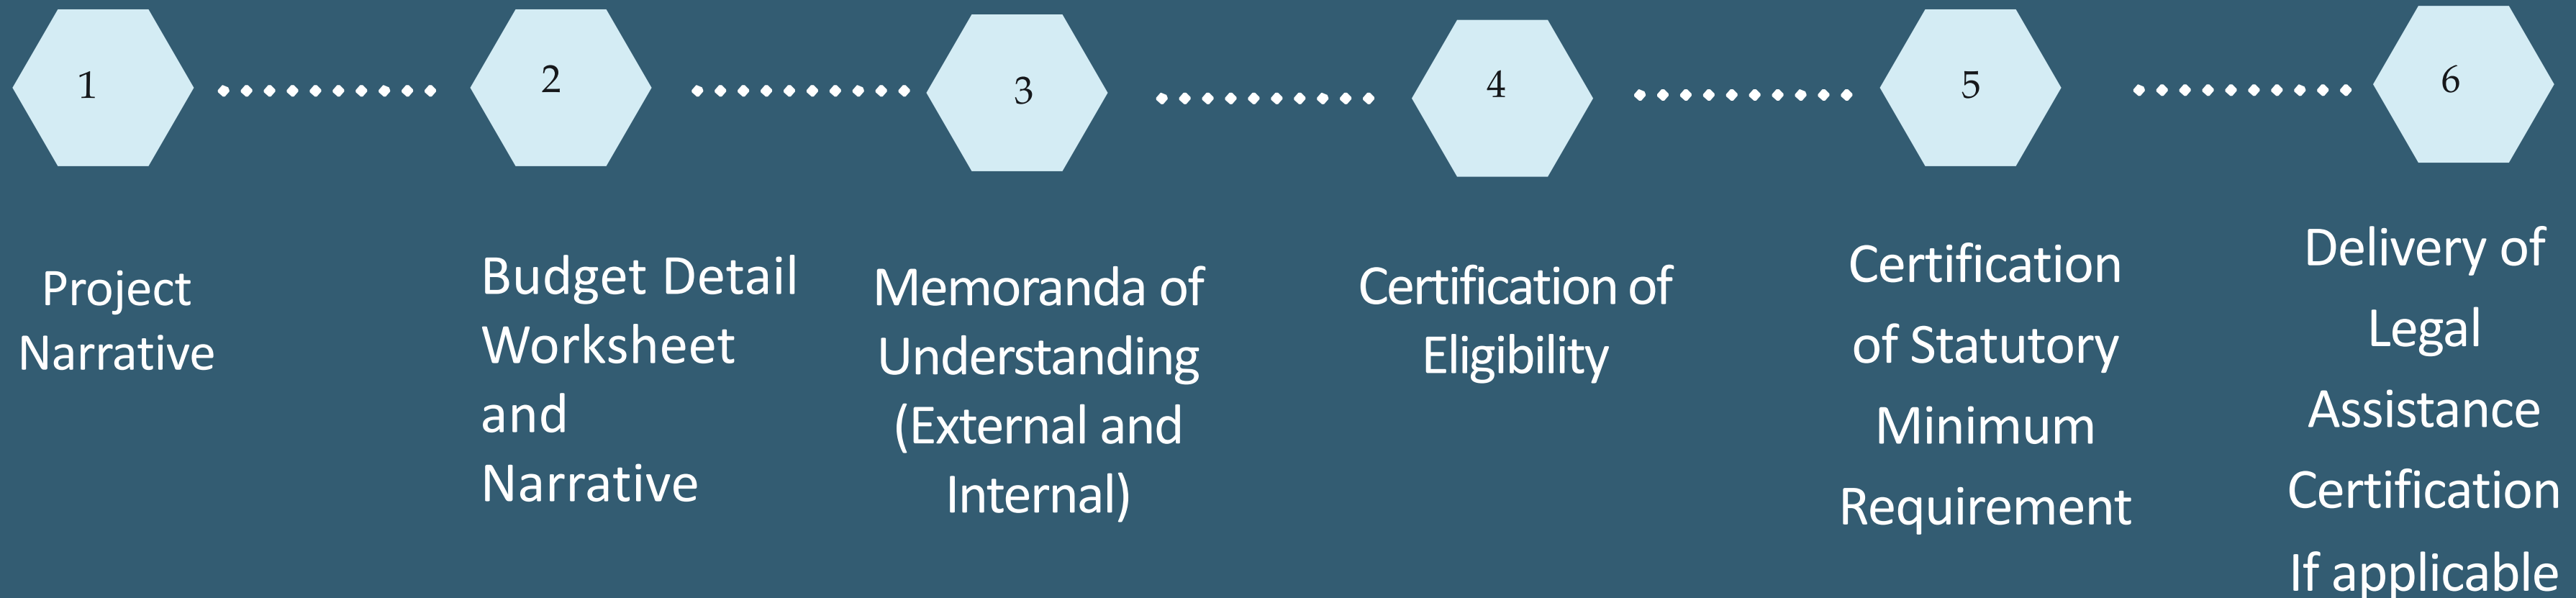 1
Project
Narrative
2
Budget Detail
Worksheet
and
Narrative
3
Memoranda of
Understanding
(External and
Internal)
4
Certification of
Eligibility
5
Certification
of Statutory
Minimum
Requirement
6
Delivery of
Legal
Assistance
Certification
If applicable